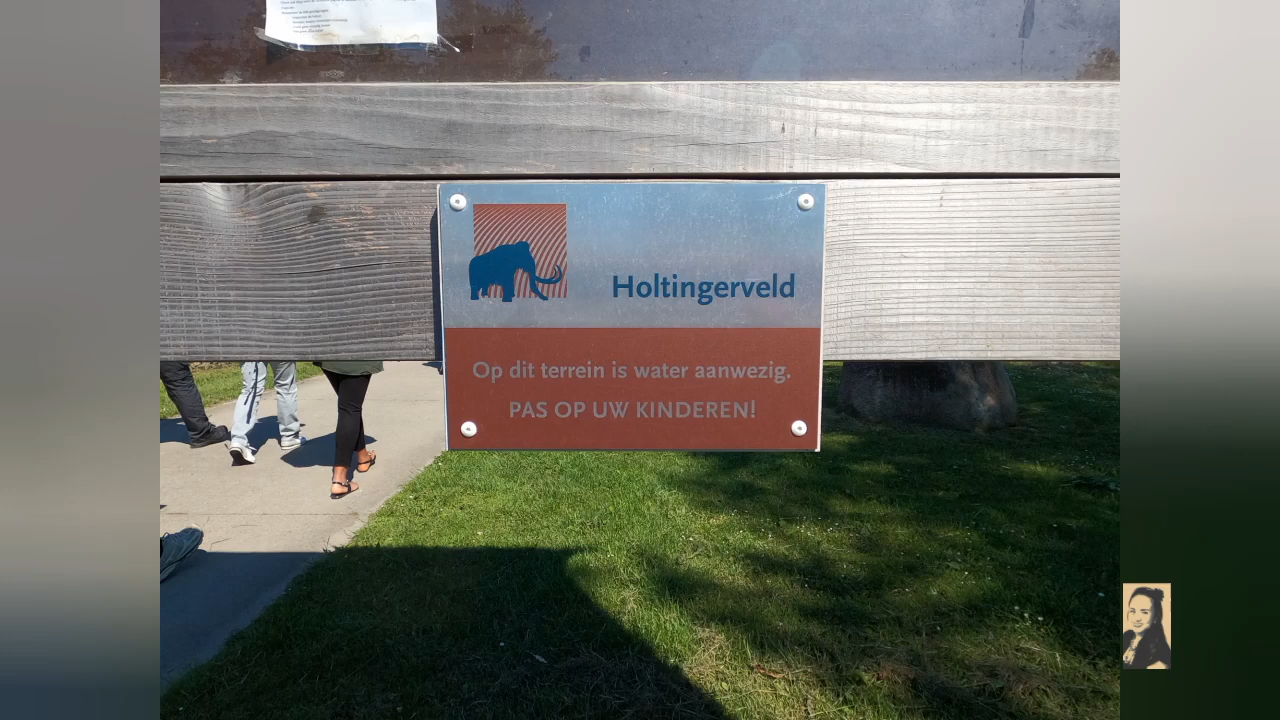 Holtingerveld
Op dit terrein is water aanwezig.
PAS OP UW KINDEREN!